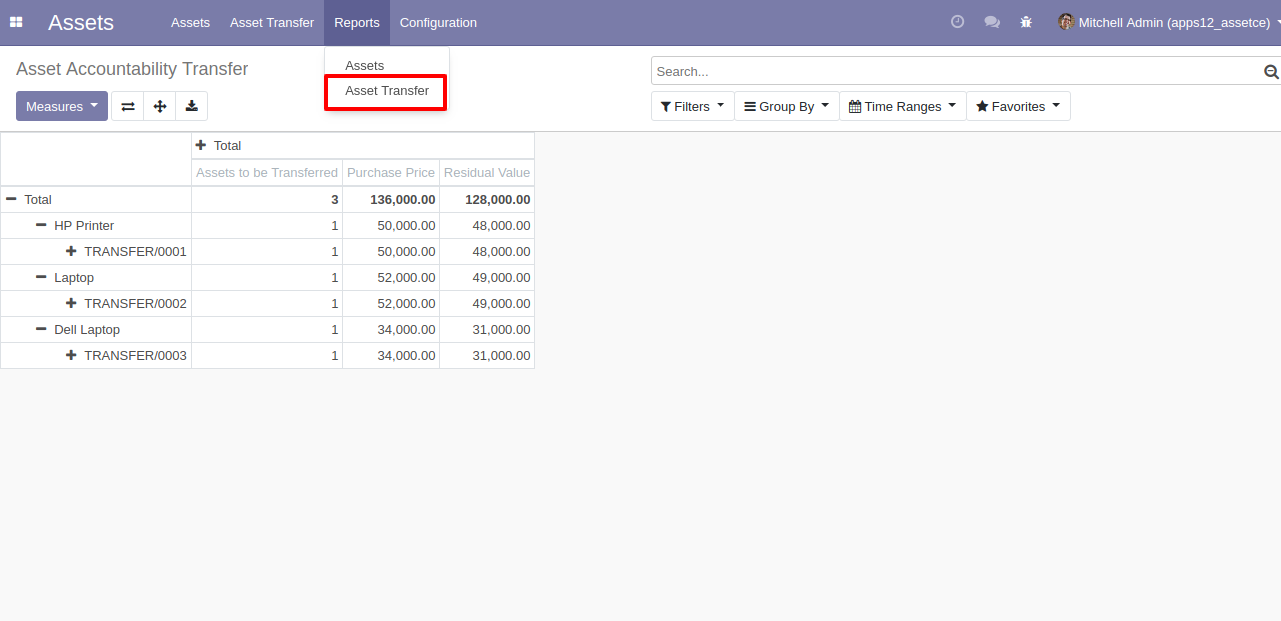 Assets Assets Asset Transfer Reports Configuration Mitchell Admin (apps12_assetce)
Assets
Asset Transfer
Asset Accountability Transfer
Search...
Measures
Filters Group By Time Ranges Favorites
Total
Assets to be Transferred Purchase Price Residual Value
Total 3 136,000.00 128,000.00
HP Printer 1 50,000.00 48,000.00
TRANSFER/0001 1 50,000.00 48,000.00
Laptop 1 52,000.00 49,000.00
TRANSFER/0002 1 52,000.00 49,000.00
Dell Laptop 1 34,000.00 31,000.00
TRANSFER/0003 1 34,000.00 31,000.00